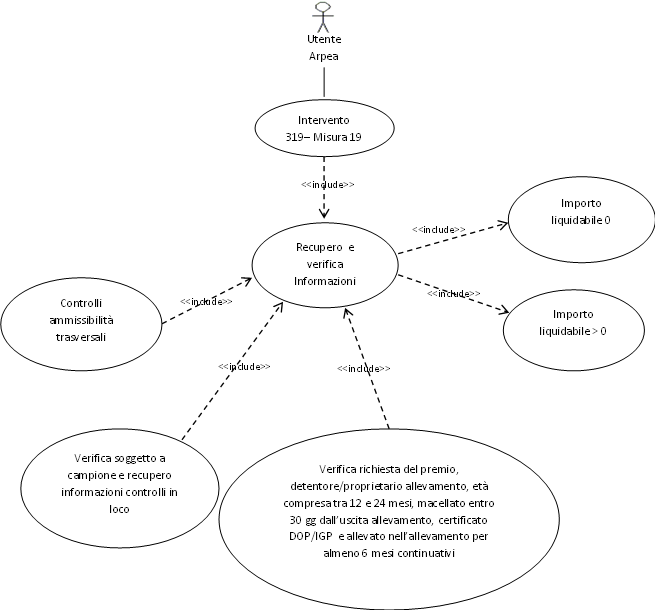 Utente
Arpea
Intervento
319– Misura 19
<<include>>
Recupero e
verifica
Informazioni
<<include>>
Importo
liquidabile 0
<<include>>
Importo
liquidabile > 0
Controlli
ammissibilità
trasversali
<<include>>
<<include>>
<<include>>
Verifica soggetto a
campione e recupero
informazioni controlli in
loco
Verifica richiesta del premio,
detentore/proprietario allevamento, età
compresa tra 12 e 24 mesi, macellato entro
30 gg dall'uscita allevamento, certificato
DOP/IGP e allevato nell'allevamento per
almeno 6 mesi continuativi